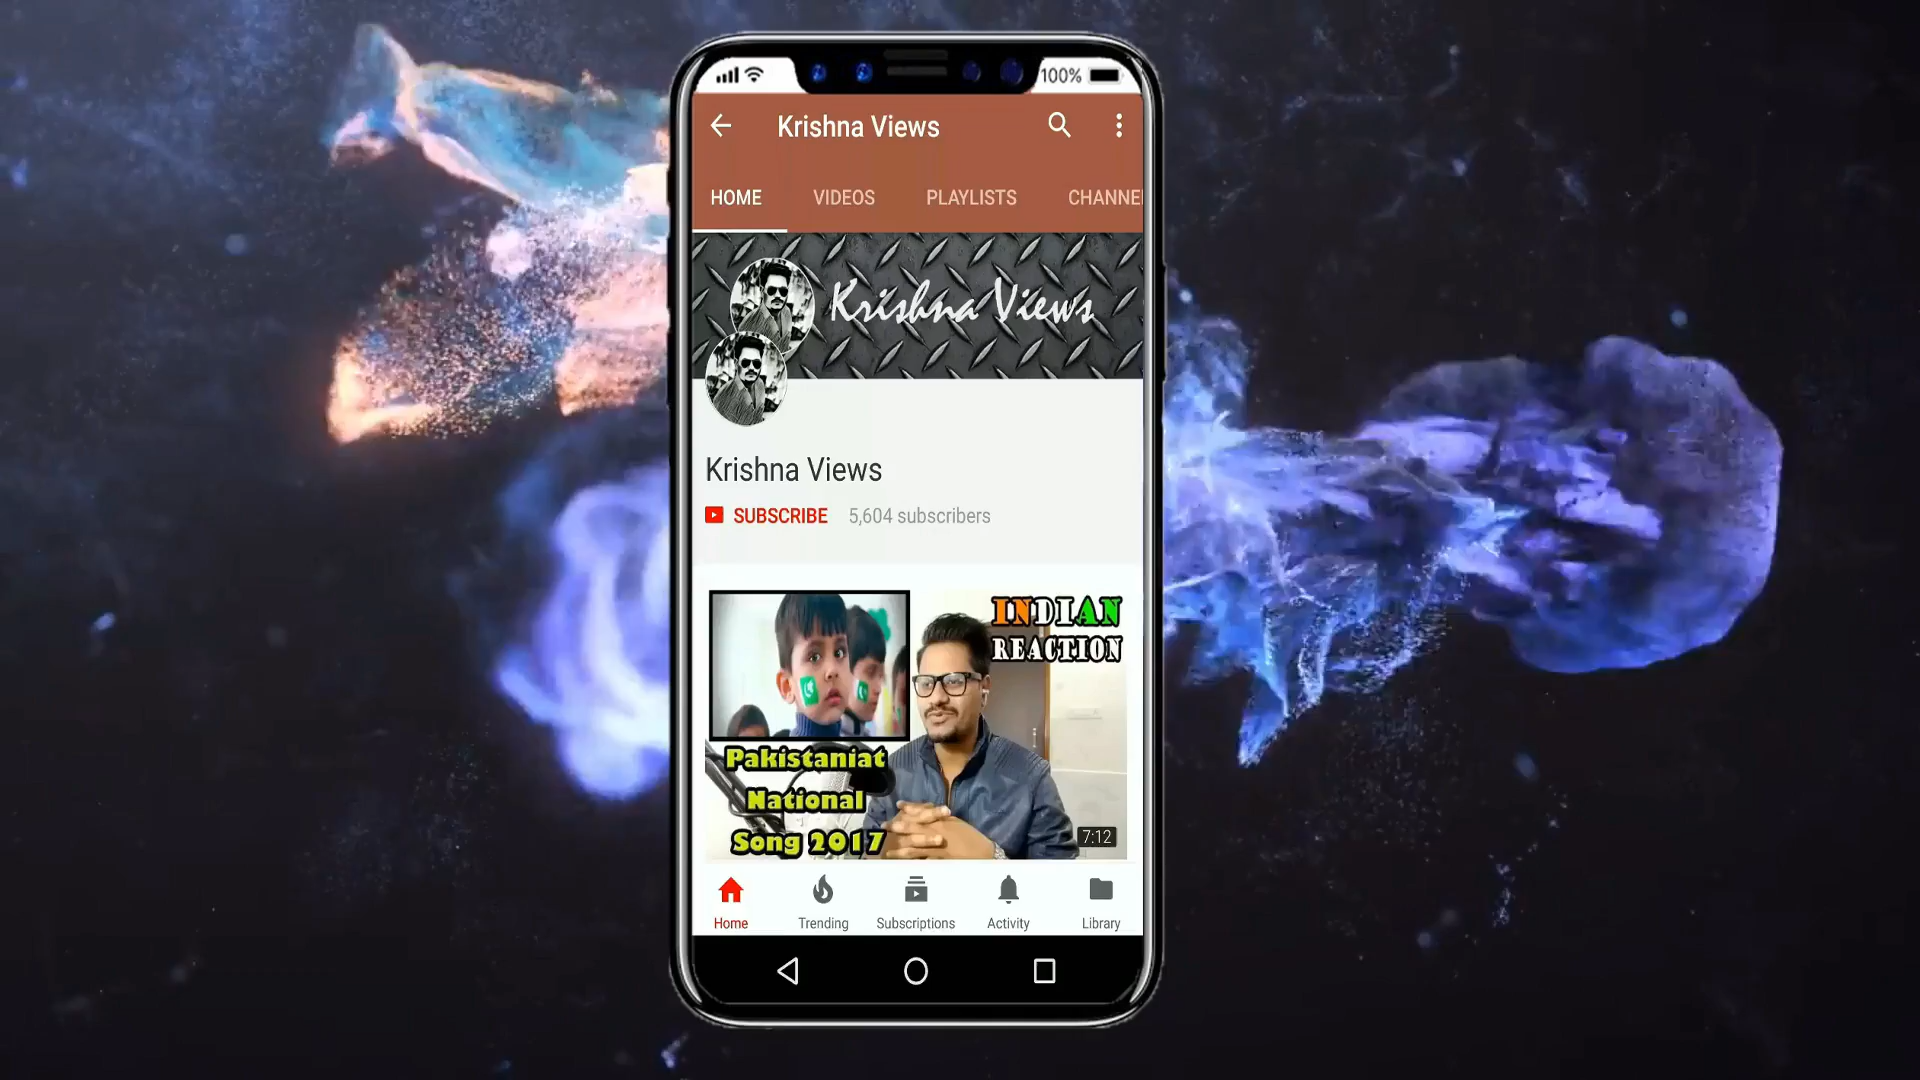 100%
Krishna Views
HOME VIDEOS PLAYLISTS CHANNE
Krishna Views
Krishna Views
SUBSCRIBE 5,604 subscribers
INDIAN
REACTION
Pakistaniat
National
Song 2017
7:12
Home Trending Subscriptions Activity Library